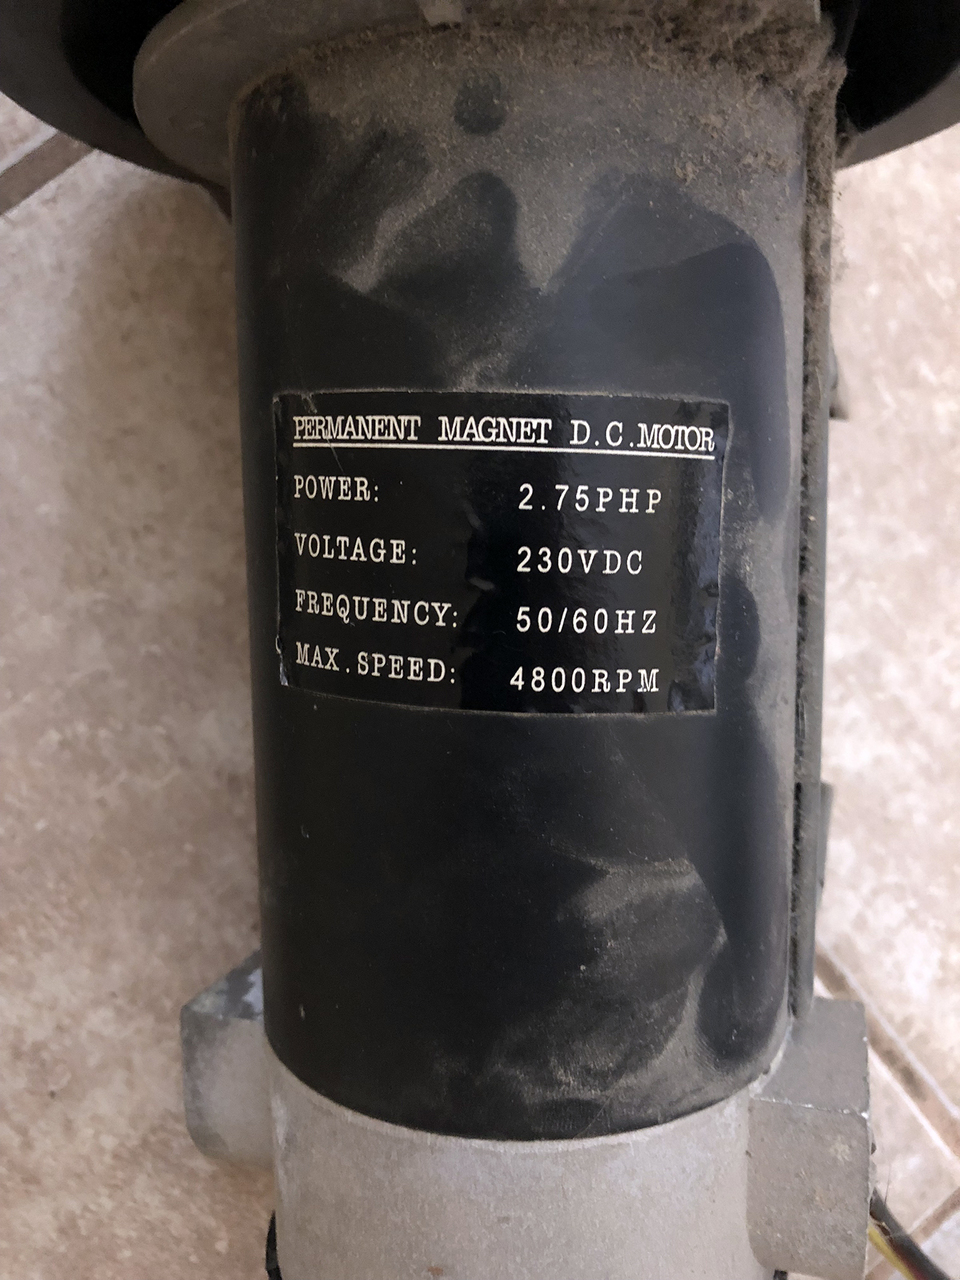 PERMANENT MAGNET D.C.MOTOR
POWER: 2.75PHP
VOLTAGE: 230VDC
FREQUENCY: 50/60HZ
MAX.SPEED: 4800RPM